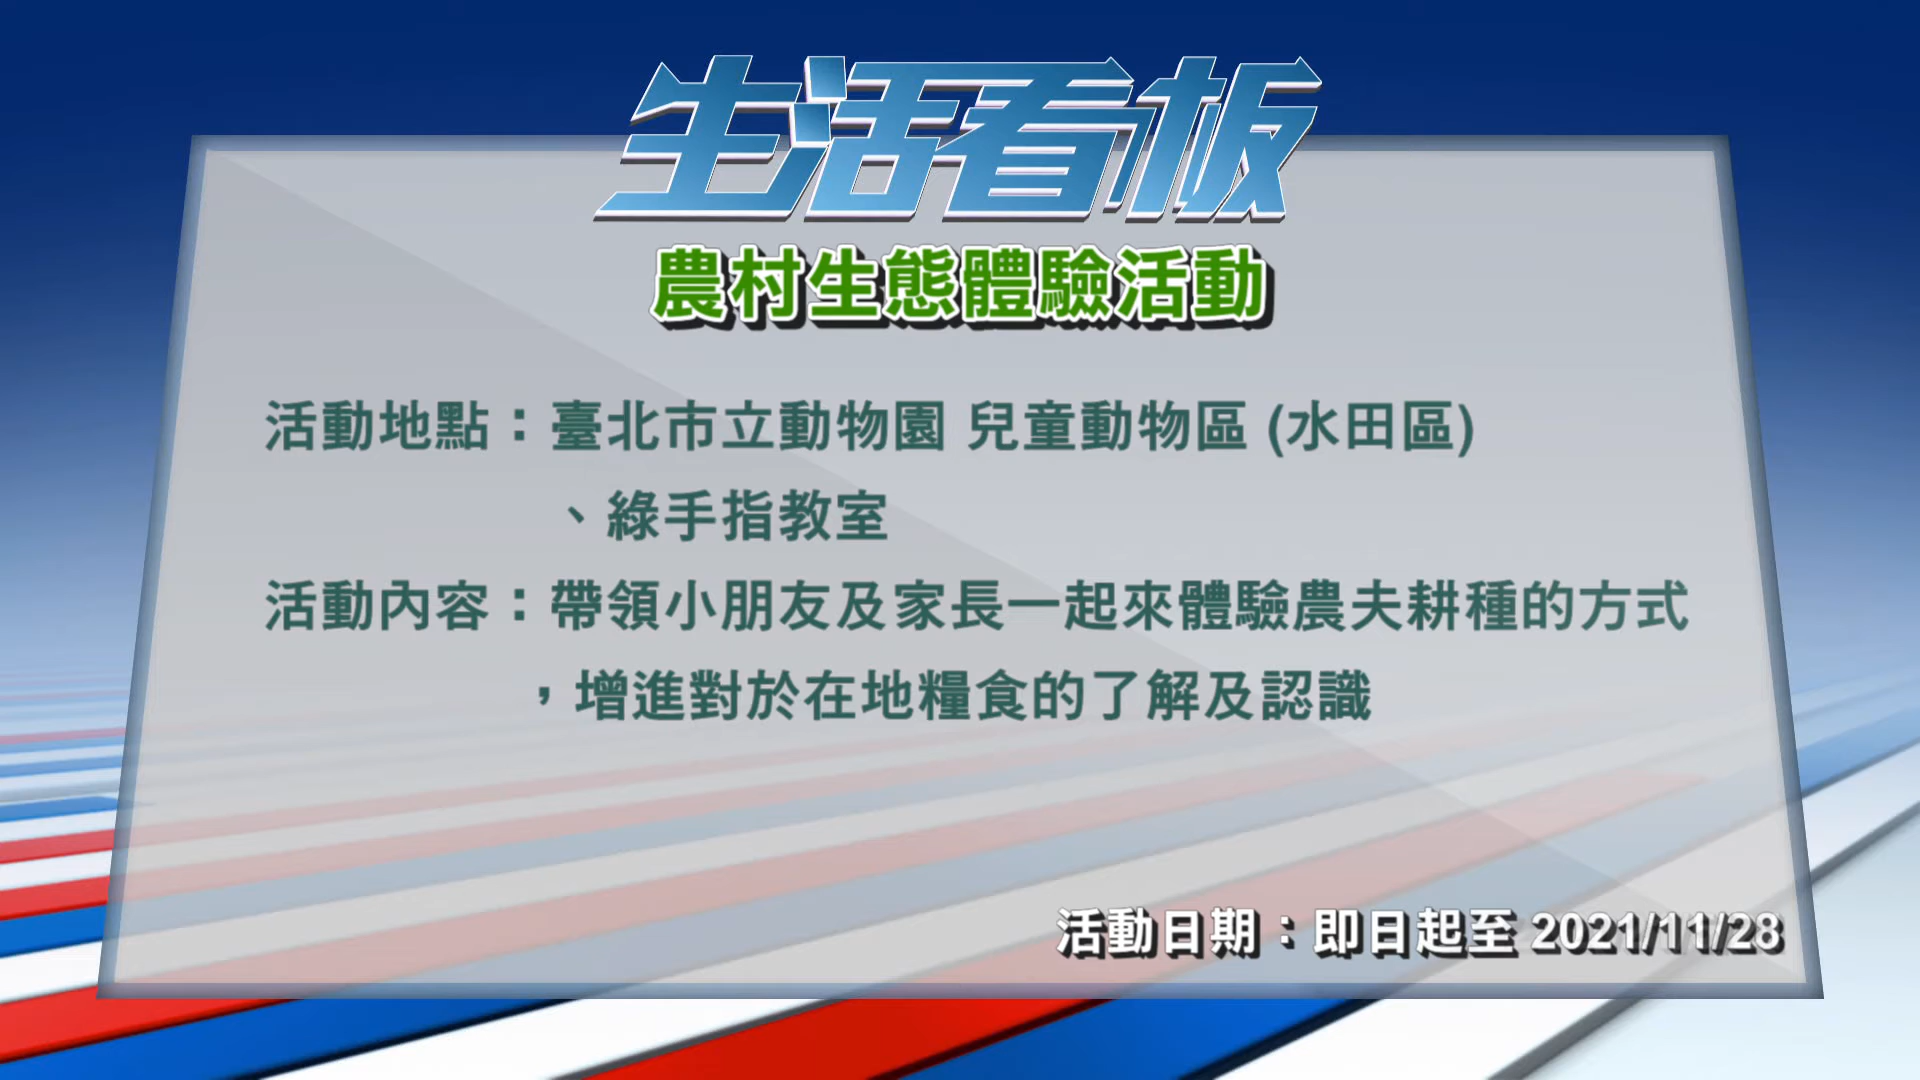 生活看板
農村生態體驗活動
活動地點：臺北市立動物園 兒童動物區 (水田區)
、綠手指教室
活動內容：帶領小朋友及家長一起來體驗農夫耕種的方式
，增進對於在地糧食的了解及認識
活動日期：即日起至 2021/11/28